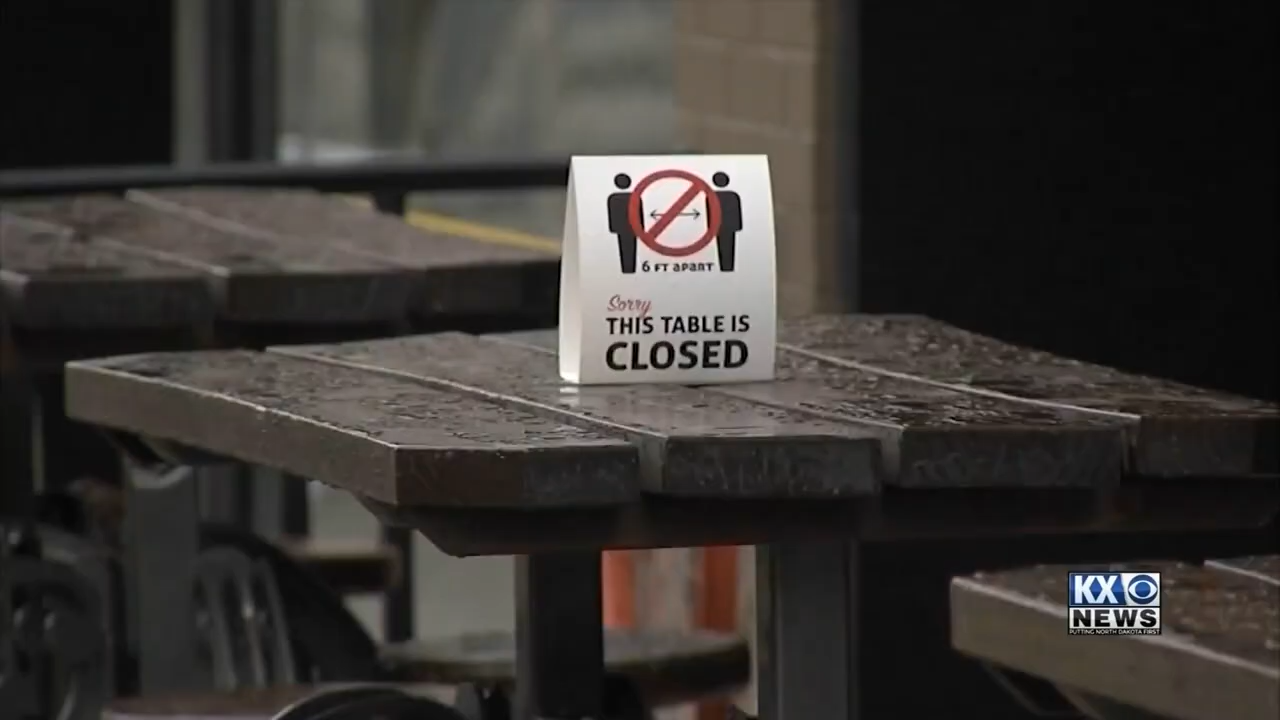 6 FT apart
Sorry
THIS TABLE IS
CLOSED
KX
NEWS
PUTTING NORTH DAKOTA FIRST